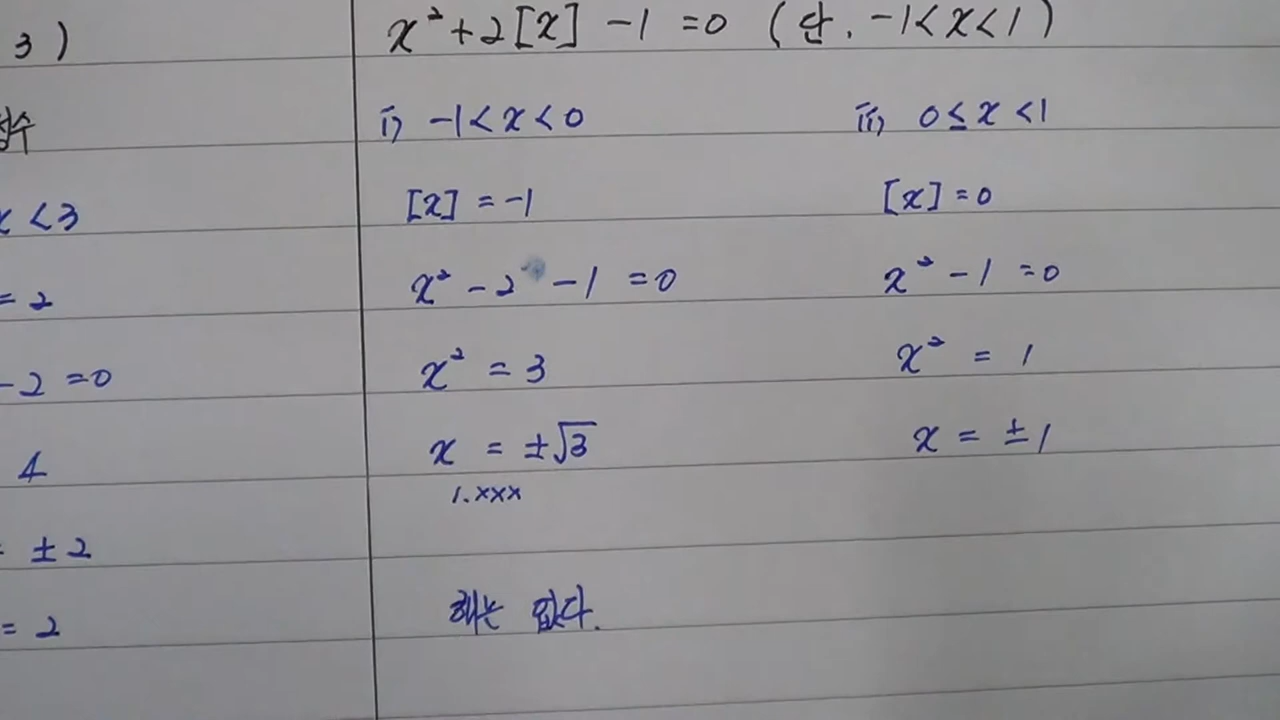 3)
x² + 2[x] - 1 = 0 (단, -1 < x < 1)
정수
i) -1 < x < 0
ii) 0 ≤ x < 1
x < 3
[x] = -1
[x] = 0
= 2
x² - 2 - 1 = 0
x² - 1 = 0
- 2 = 0
x² = 3
x² = 1
4
x = ±√3
x = ±1
1.xxx
= ±2
= 2
해는 없다.